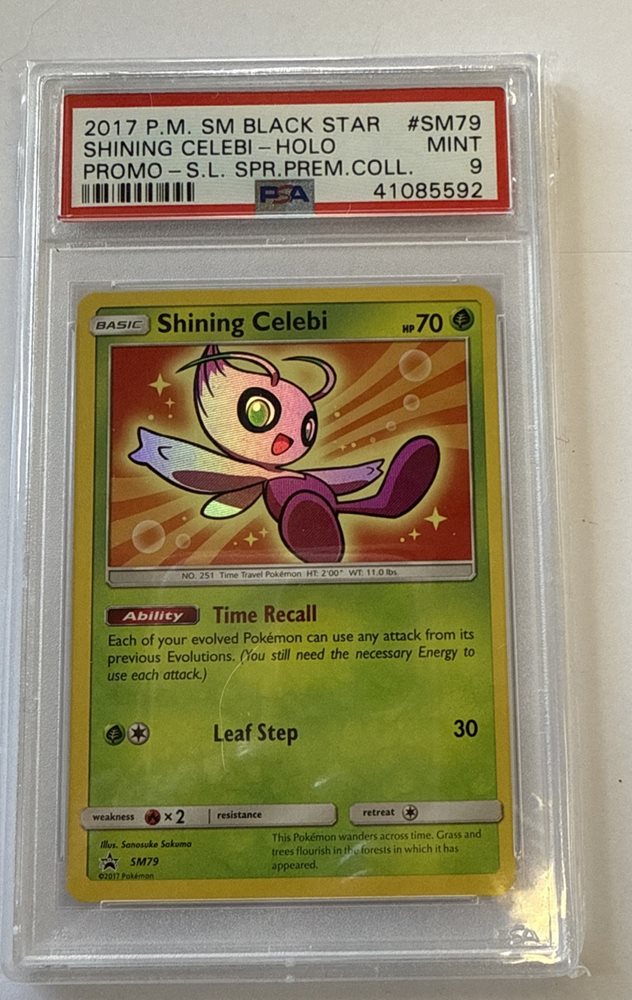 2017 P.M. SM BLACK STAR #SM79
SHINING CELEBI - HOLO MINT
PROMO - S.L. SPR.PREM.COLL. 9
PSA 41085592
BASIC Shining Celebi HP 70
NO. 251 Time Travel Pokémon HT: 2'00" WT: 11.0 lbs
Ability Time Recall
Each of your evolved Pokémon can use any attack from its
previous Evolutions. (You still need the necessary Energy to
use each attack.)
Leaf Step 30
weakness ×2 resistance retreat
Illus. Sanosuke Sakuma
SM79
©2017 Pokémon
This Pokémon wanders across time. Grass and
trees flourish in the forests in which it has
appeared.
PSA